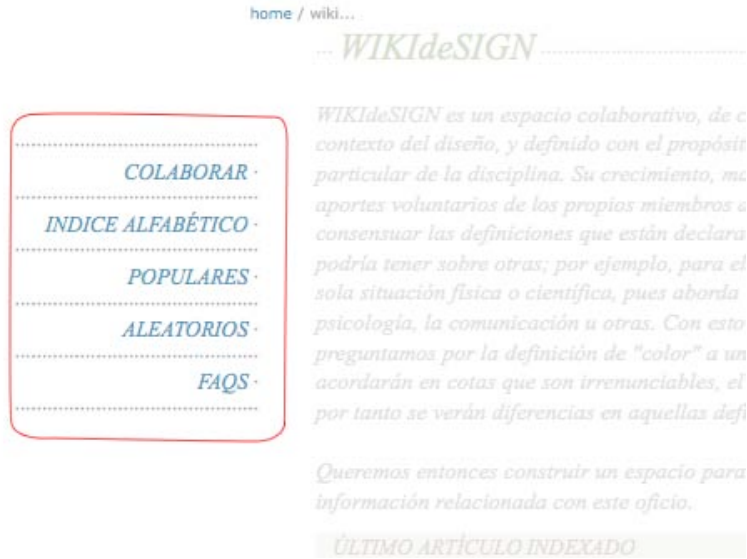 home / wiki...
WIKIdeSIGN
COLABORAR
INDICE ALFABÉTICO
POPULARES
ALEATORIOS
FAQS
WIKIdeSIGN es un espacio colaborativo, de c
contexto del diseño, y definido con el propósit
particular de la disciplina. Su crecimiento, ma
aportes voluntarios de los propios miembros a
consensuar las definiciones que están declara
podría tener sobre otras; por ejemplo, para el
sola situación física o científica, pues aborda
psicología, la comunicación u otras. Con esto
preguntamos por la definición de "color" a un
acordarán en cotas que son irrenunciables, el
por tanto se verán diferencias en aquellas def
Queremos entonces construir un espacio para
información relacionada con este oficio.
ÚLTIMO ARTÍCULO INDEXADO